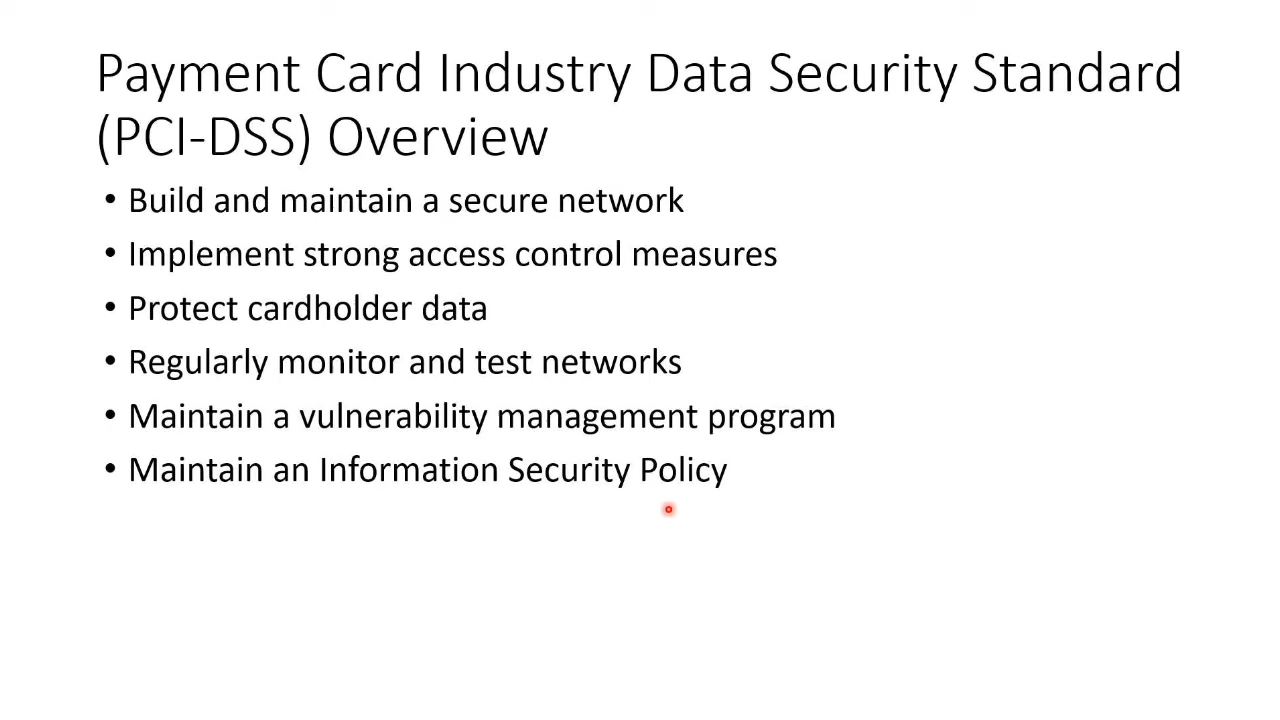 Payment Card Industry Data Security Standard
(PCI-DSS) Overview
• Build and maintain a secure network
• Implement strong access control measures
• Protect cardholder data
• Regularly monitor and test networks
• Maintain a vulnerability management program
• Maintain an Information Security Policy